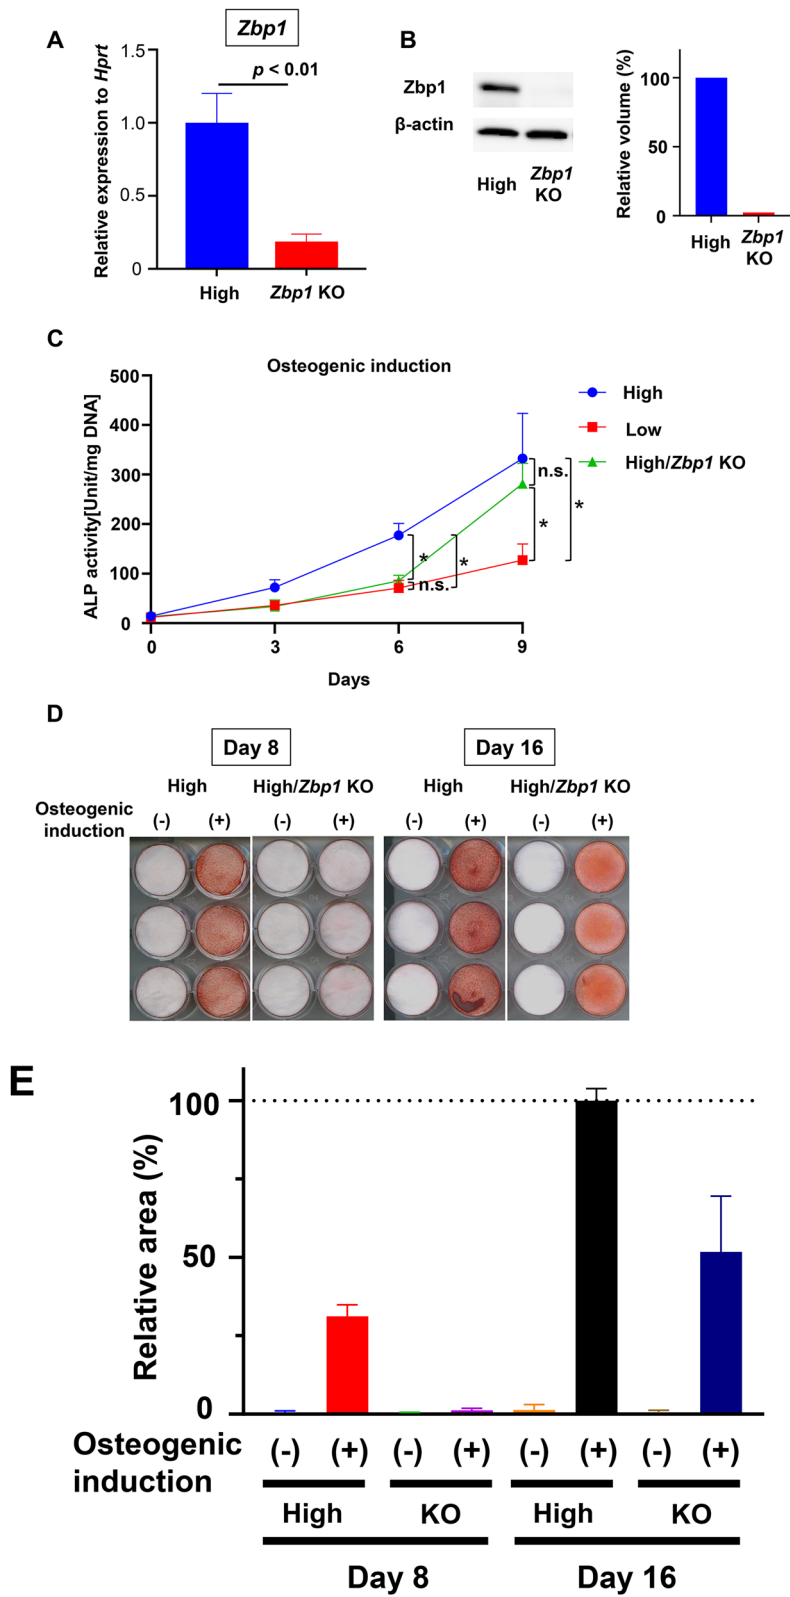 A
Zbp1
Relative expression to Hprt
1.5
1.0
0.5
0
p < 0.01
High
Zbp1 KO
B
Zbp1
β-actin
High
Zbp1
KO
Relative volume (%)
100
50
0
High
Zbp1
KO
C
Osteogenic induction
ALP activity[Unit/mg DNA]
500
400
300
200
100
0
0
3
6
9
Days
*
n.s.
*
n.s.
*
*
High
Low
High/Zbp1 KO
D
Day 8
Day 16
High
High/Zbp1 KO
High
High/Zbp1 KO
Osteogenic
induction
(-) (+) (-) (+) (-) (+) (-) (+)
E
Relative area (%)
100
50
0
Osteogenic
induction
(-) (+) (-) (+) (-) (+) (-) (+)
High KO High KO
Day 8 Day 16